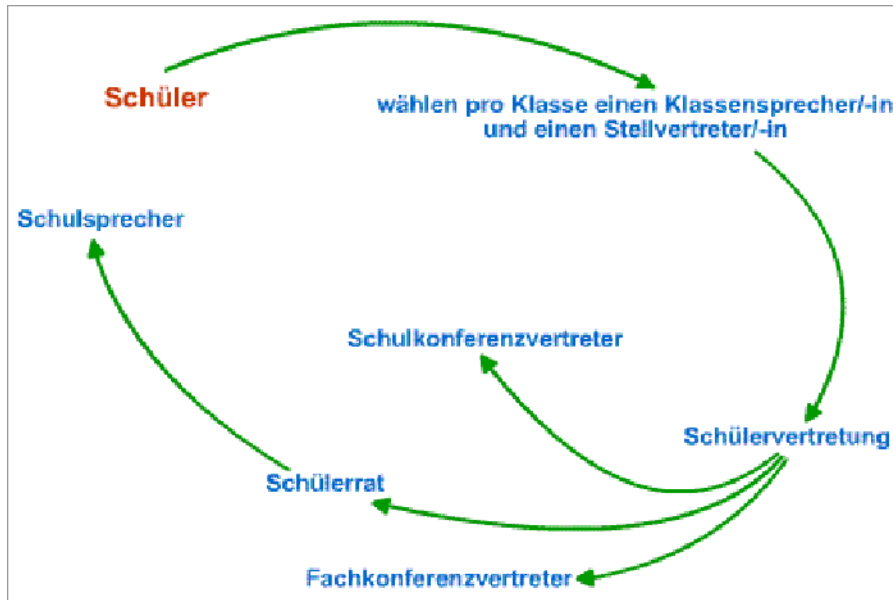 Schüler
wählen pro Klasse einen Klassensprecher/-in
und einen Stellvertreter/-in
Schulsprecher
Schulkonferenzvertreter
Schülervertretung
Schülerrat
Fachkonferenzvertreter